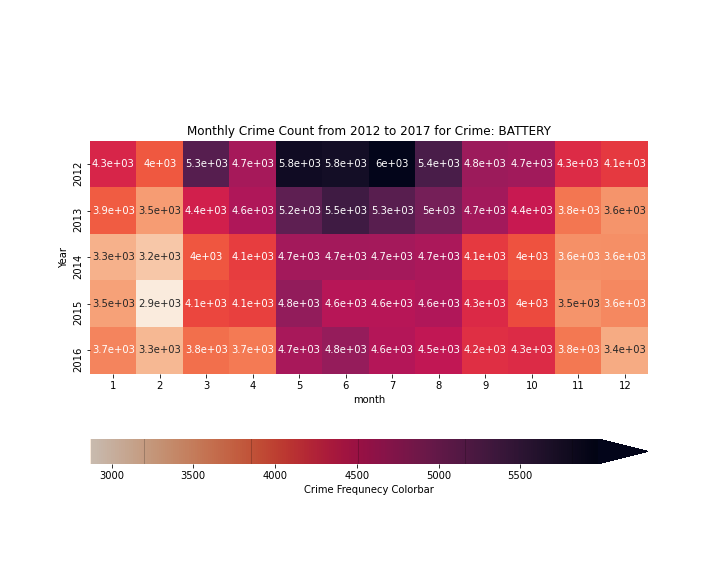 Monthly Crime Count from 2012 to 2017 for Crime: BATTERY
Year
2012 4.3e+03 4e+03 5.3e+03 4.7e+03 5.8e+03 5.8e+03 6e+03 5.4e+03 4.8e+03 4.7e+03 4.3e+03 4.1e+03
2013 3.9e+03 3.5e+03 4.4e+03 4.6e+03 5.2e+03 5.5e+03 5.3e+03 5e+03 4.7e+03 4.4e+03 3.8e+03 3.6e+03
2014 3.3e+03 3.2e+03 4e+03 4.1e+03 4.7e+03 4.7e+03 4.7e+03 4.7e+03 4.1e+03 4e+03 3.6e+03 3.6e+03
2015 3.5e+03 2.9e+03 4.1e+03 4.1e+03 4.8e+03 4.6e+03 4.6e+03 4.6e+03 4.3e+03 4e+03 3.5e+03 3.6e+03
2016 3.7e+03 3.3e+03 3.8e+03 3.7e+03 4.7e+03 4.8e+03 4.6e+03 4.5e+03 4.2e+03 4.3e+03 3.8e+03 3.4e+03
1 2 3 4 5 6 7 8 9 10 11 12
month
3000 3500 4000 4500 5000 5500
Crime Frequnecy Colorbar